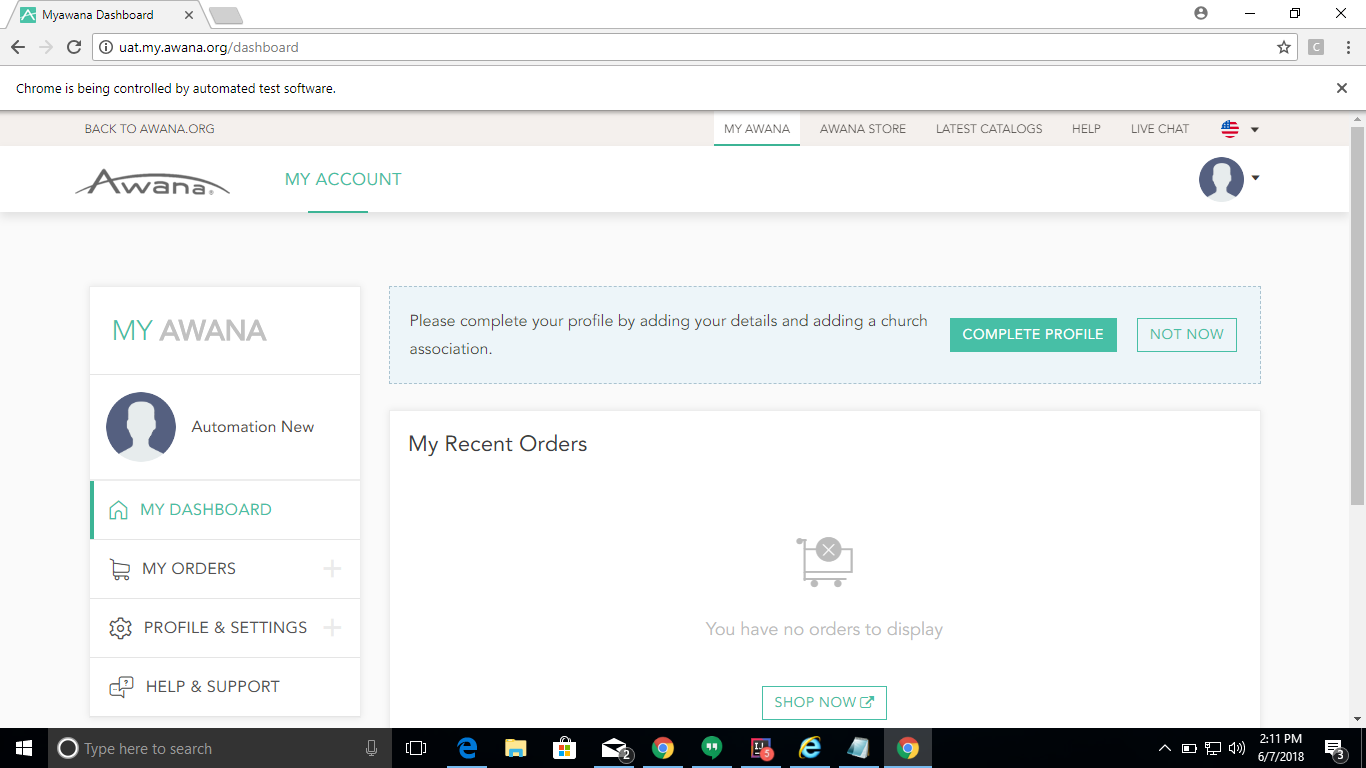 Myawana Dashboard
uat.my.awana.org/dashboard
C
Chrome is being controlled by automated test software.
BACK TO AWANA.ORG
MY AWANA
AWANA STORE
LATEST CATALOGS
HELP
LIVE CHAT
Awana®
MY ACCOUNT
MY AWANA
Automation New
MY DASHBOARD
MY ORDERS
PROFILE & SETTINGS
HELP & SUPPORT
Please complete your profile by adding your details and adding a church
association.
COMPLETE PROFILE
NOT NOW
My Recent Orders
You have no orders to display
SHOP NOW
Type here to search
2
IJ
5
2:11 PM
6/7/2018
3